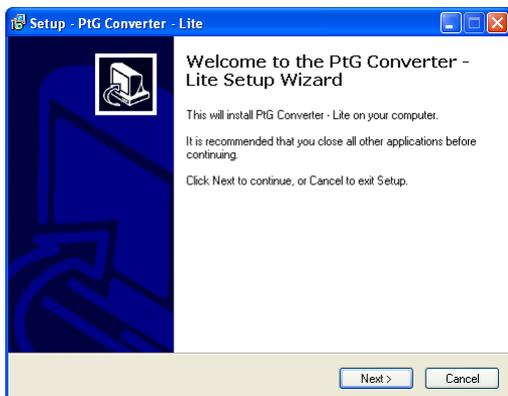 Setup - PtG Converter - Lite
Welcome to the PtG Converter -
Lite Setup Wizard
This will install PtG Converter - Lite on your computer.
It is recommended that you close all other applications before
continuing.
Click Next to continue, or Cancel to exit Setup.
Next >
Cancel